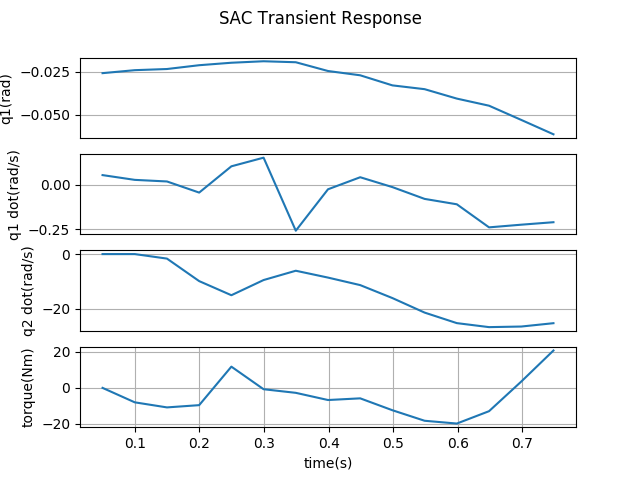 SAC Transient Response
q1(rad)
−0.025
−0.050
q1 dot(rad/s)
0.00
−0.25
q2 dot(rad/s)
0
−20
torque(Nm)
20
0
−20
0.1 0.2 0.3 0.4 0.5 0.6 0.7
time(s)